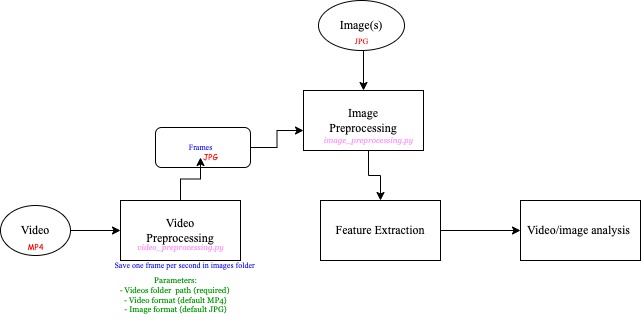 Image(s)
JPG
Image
Preprocessing
image_preprocessing.py
Frames
JPG
Video
MP4
Video
Preprocessing
video_preprocessing.py
Save one frame per second in images folder
Parameters:
- Videos folder path (required)
- Video format (default MP4)
- Image format (default JPG)
Feature Extraction
Video/image analysis